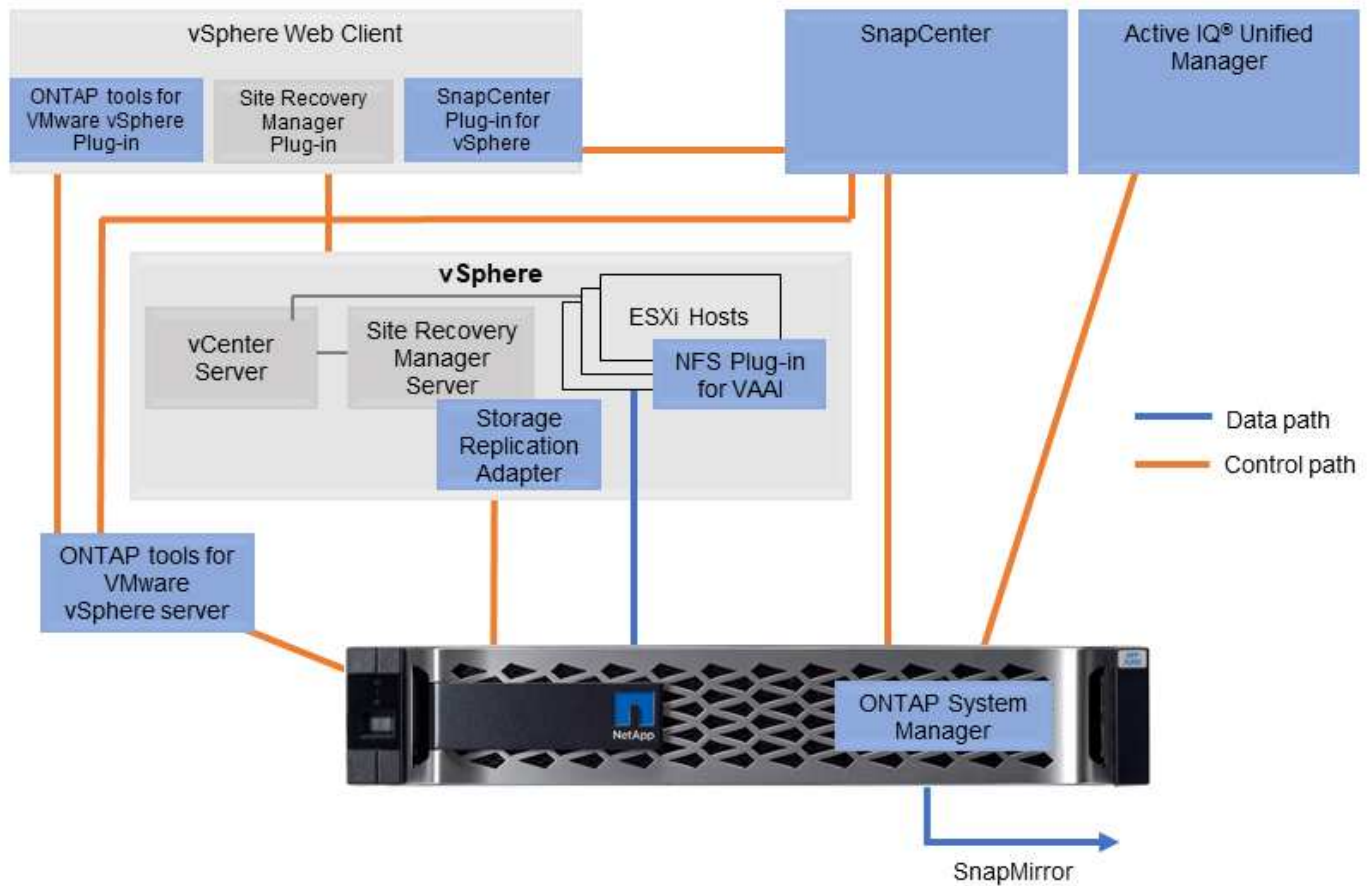 vSphere Web Client
ONTAP tools for
VMware vSphere
Plug-in
Site Recovery
Manager
Plug-in
SnapCenter
Plug-in for
vSphere
SnapCenter
Active IQ® Unified
Manager
vSphere
vCenter
Server
Site Recovery
Manager
Server
Storage
Replication
Adapter
ESXi Hosts
NFS Plug-in
for VAAI
Data path
Control path
ONTAP tools for
VMware
vSphere server
NetApp
ONTAP System
Manager
SnapMirror